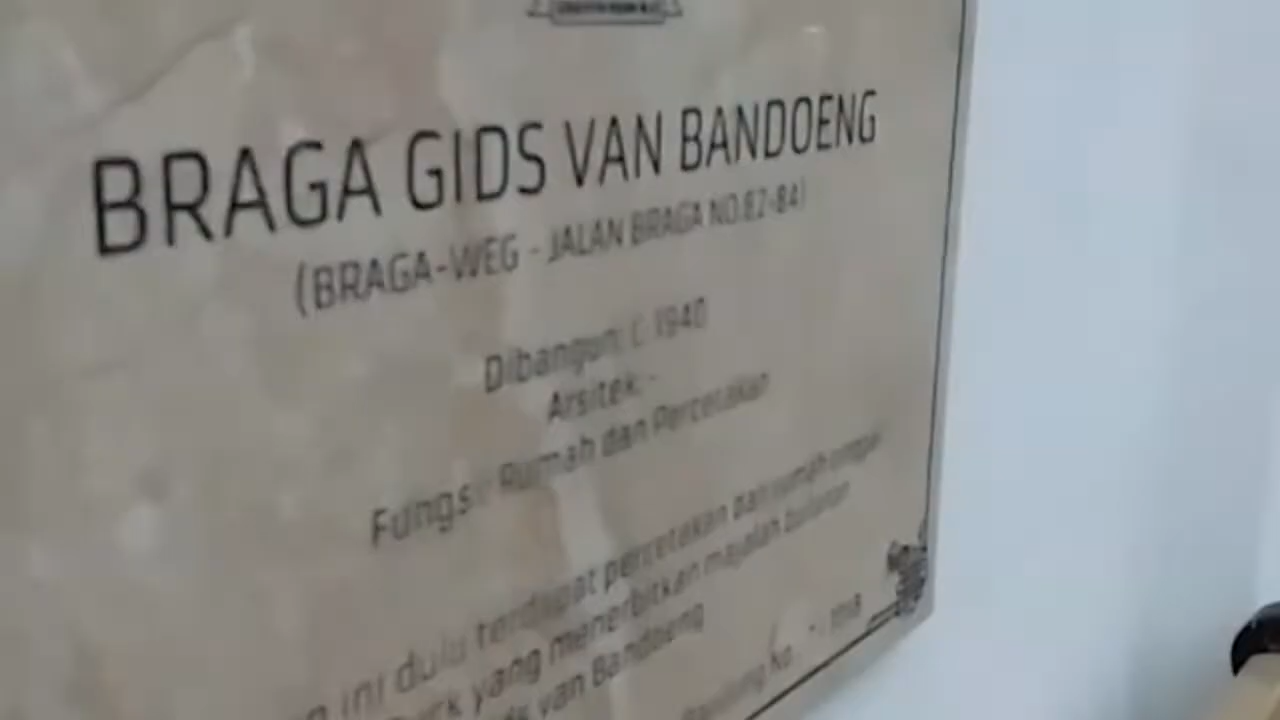 BRAGA GIDS VAN BANDOENG
(BRAGA-WEG - JALAN BRAGA NO.82-84)
Dibangun: C. 1940
Arsitek: -
Fungsi: Rumah dan Percetakan
ini dulu terdapat percetakan dan rumah tinggal
yang menerbitkan majalah bulanan
van Bandoeng